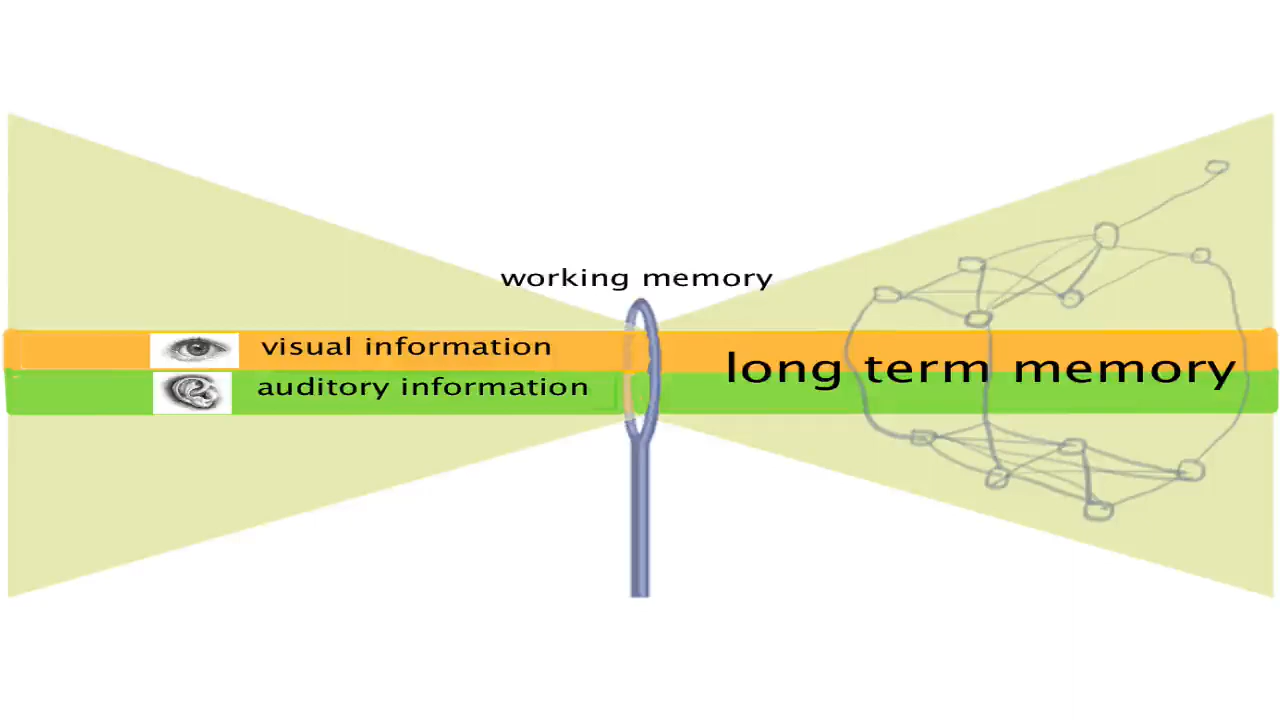 working memory
visual information
auditory information
long term memory